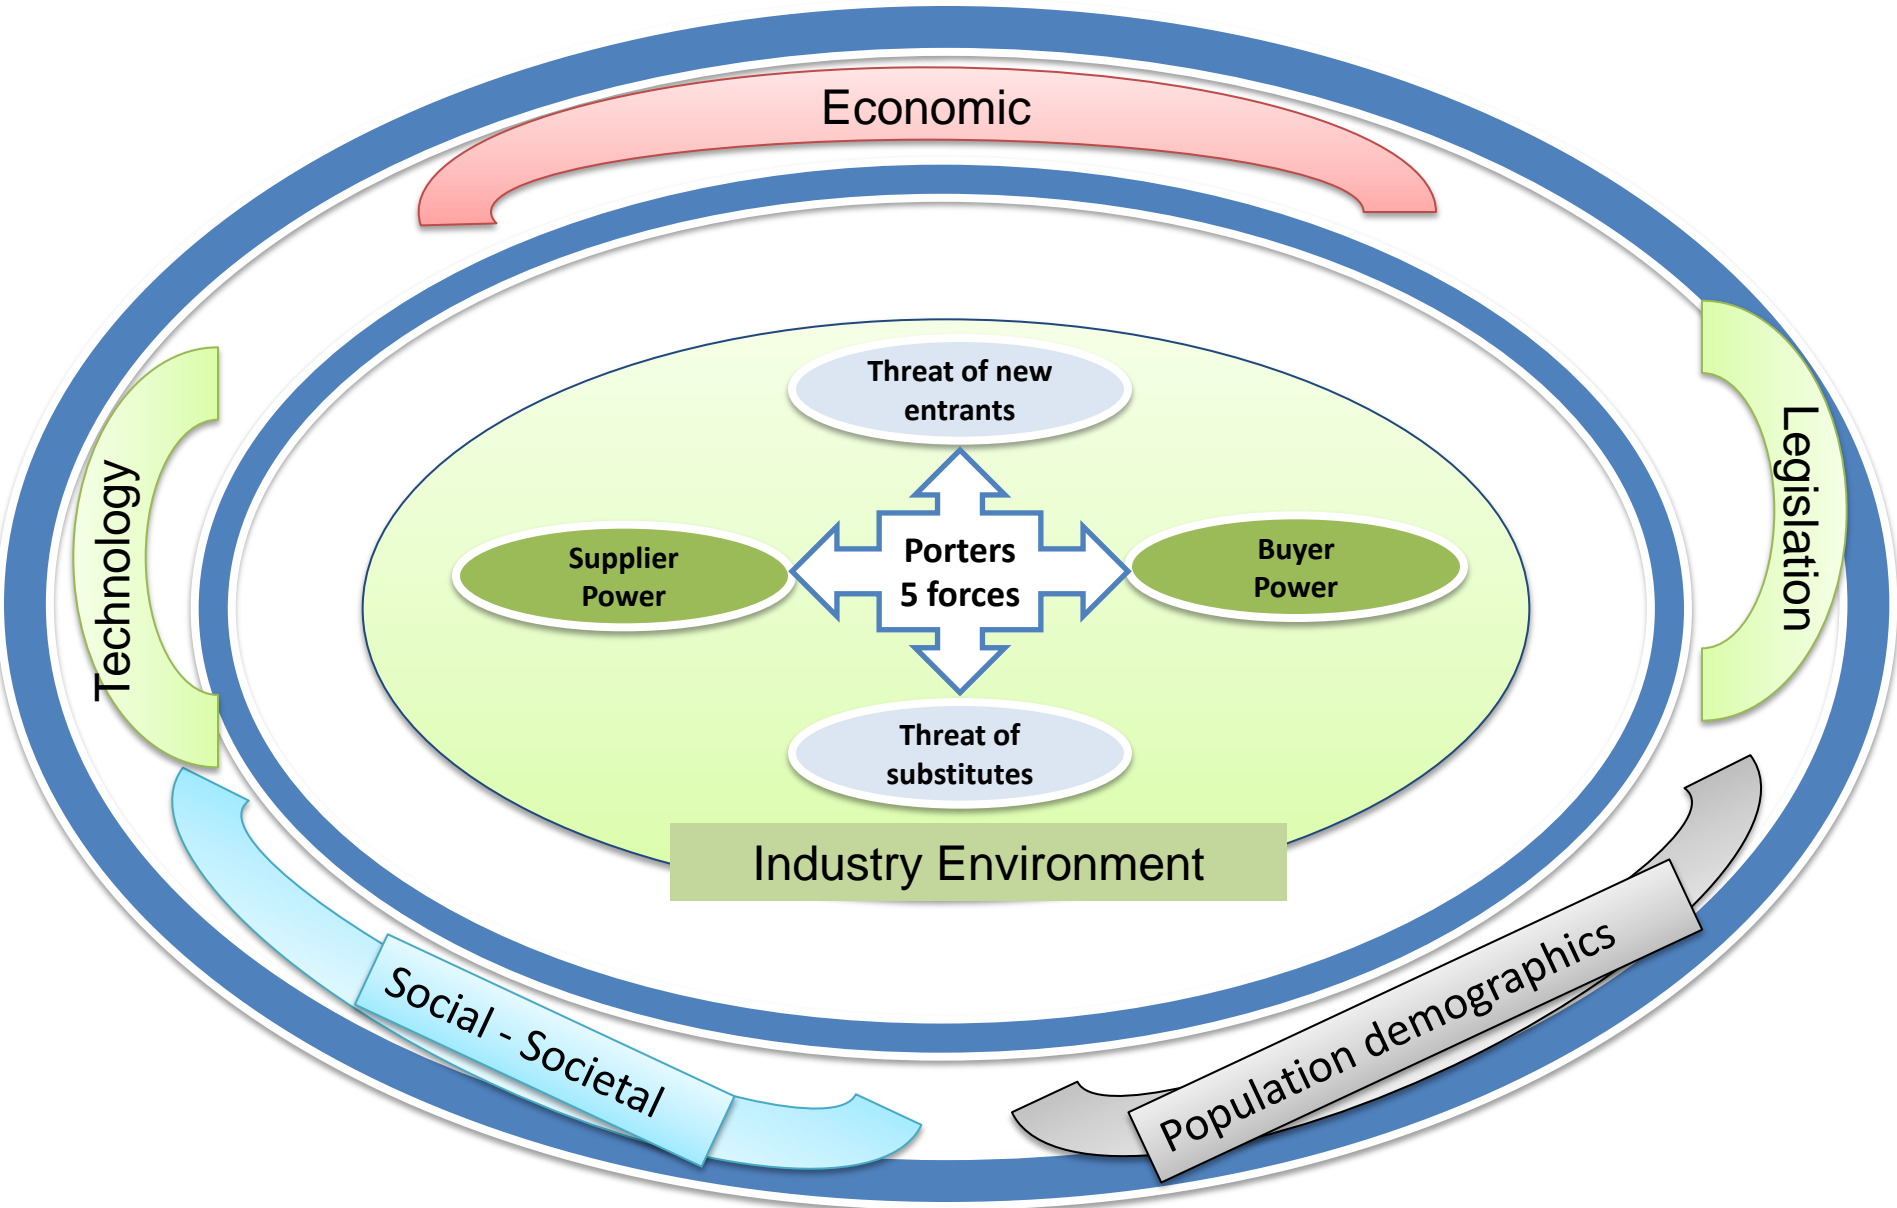 Economic
Threat of new
entrants
Technology
Legislation
Supplier
Power
Porters
5 forces
Buyer
Power
Threat of
substitutes
Industry Environment
Social - Societal
Population demographics